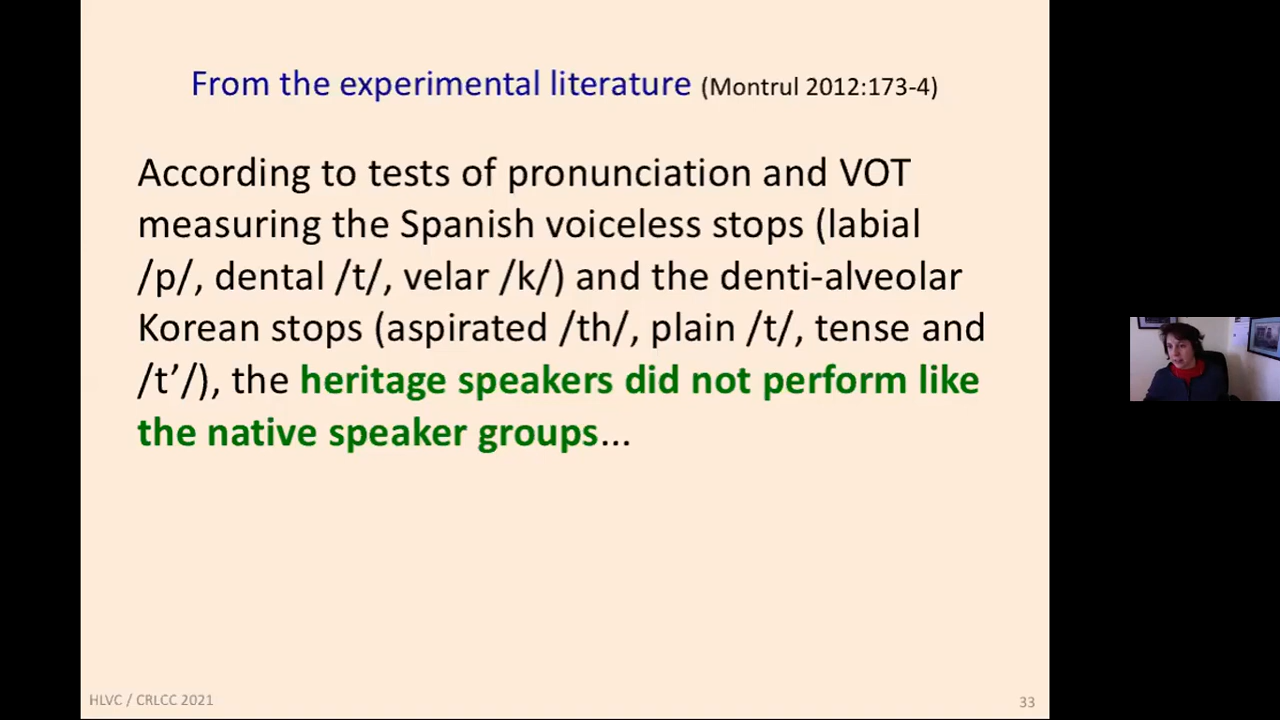 From the experimental literature (Montrul 2012:173-4)
According to tests of pronunciation and VOT
measuring the Spanish voiceless stops (labial
/p/, dental /t/, velar /k/) and the denti-alveolar
Korean stops (aspirated /th/, plain /t/, tense and
/t’/), the heritage speakers did not perform like
the native speaker groups...
HLVC / CRLCC 2021
33